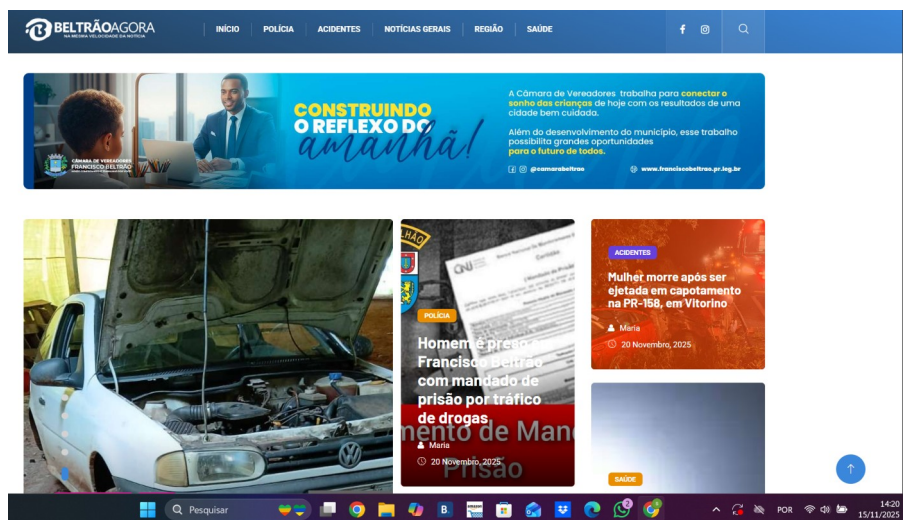 BELTRÃOAGORA
NA MESMA VELOCIDADE DA NOTÍCIA
INÍCIO
POLÍCIA
ACIDENTES
NOTÍCIAS GERAIS
REGIÃO
SAÚDE
CÂMARA DE VEREADORES
FRANCISCO BELTRÃO
CONSTRUINDO
O REFLEXO DO
amanhã!
A Câmara de Vereadores trabalha para conectar o
sonho das crianças de hoje com os resultados de uma
cidade bem cuidada.
Além do desenvolvimento do município, esse trabalho
possibilita grandes oportunidades
para o futuro de todos.
@camarabeltrao
www.franciscobeltrao.pr.leg.br
CNJ
POLÍCIA
Homem é preso em
Francisco Beltrão
com mandado de
prisão por tráfico
de drogas
mento de Man
Prisão
Maria
20 Novembro, 2025
ACIDENTES
Mulher morre após ser
ejetada em capotamento
na PR-158, em Vitorino
Maria
20 Novembro, 2025
SAÚDE
Pesquisar
POR
14:20
15/11/2025